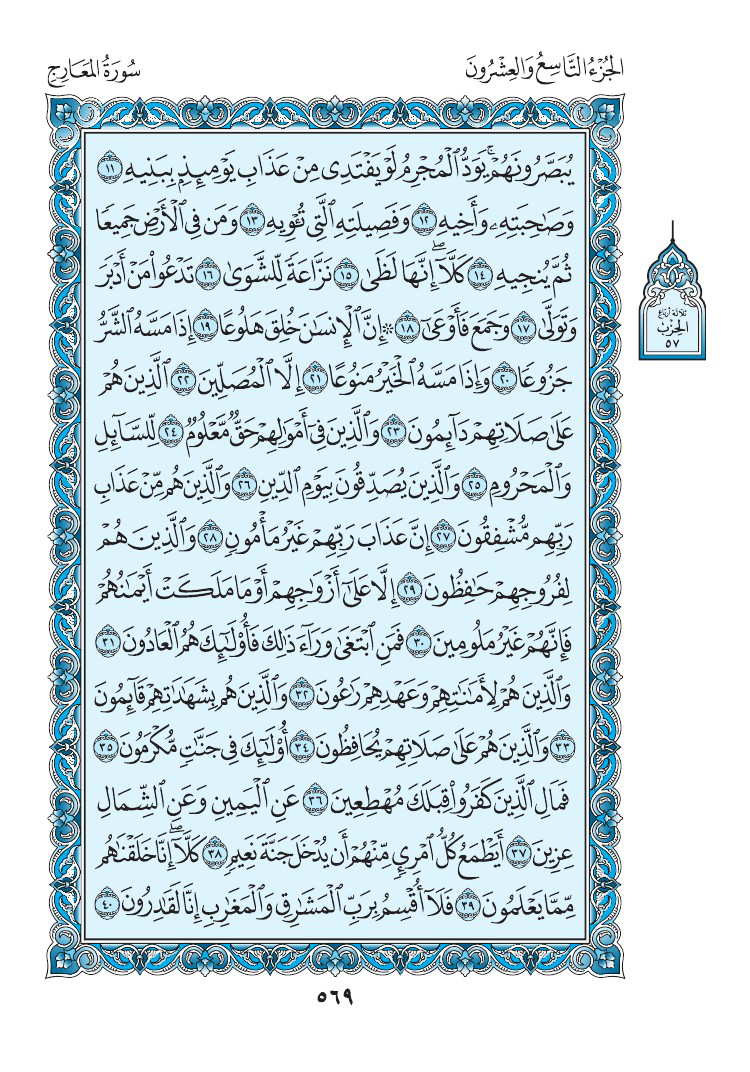 الجُزْءُ التَّاسِعُ وَالعِشْرُونَ
سُورَةُ المَعَارِجِ
يُبَصَّرُونَهُمْۚ يَوَدُّ ٱلْمُجْرِمُ لَوْ يَفْتَدِى مِنْ عَذَابِ يَوْمِئِذٍۭ بِبَنِيهِ ١١
وَصَٰحِبَتِهِۦ وَأَخِيهِ ١٢ وَفَصِيلَتِهِ ٱلَّتِى تُـْٔوِيهِ ١٣ وَمَن فِى ٱلْأَرْضِ جَمِيعًا
ثُمَّ يُنجِيهِ ١٤ كَلَّآۖ إِنَّهَا لَظَىٰ ١٥ نَزَّاعَةً لِّلشَّوَىٰ ١٦ تَدْعُوا۟ مَنْ أَدْبَرَ
وَتَوَلَّىٰ ١٧ وَجَمَعَ فَأَوْعَىٰٓ ١٨ ۞ إِنَّ ٱلْإِنسَٰنَ خُلِقَ هَلُوعًا ١٩ إِذَا مَسَّهُ ٱلشَّرُّ
جَزُوعًا ٢٠ وَإِذَا مَسَّهُ ٱلْخَيْرُ مَنُوعًا ٢١ إِلَّا ٱلْمُصَلِّينَ ٢٢ ٱلَّذِينَ هُمْ
عَلَىٰ صَلَاتِهِمْ دَآئِمُونَ ٢٣ وَٱلَّذِينَ فِىٓ أَمْوَٰلِهِمْ حَقٌّ مَّعْلُومٌ ٢٤ لِّلسَّآئِلِ
وَٱلْمَحْرُومِ ٢٥ وَٱلَّذِينَ يُصَدِّقُونَ بِيَوْمِ ٱلدِّينِ ٢٦ وَٱلَّذِينَ هُم مِّنْ عَذَابِ
رَبِّهِم مُّشْفِقُونَ ٢٧ إِنَّ عَذَابَ رَبِّهِمْ غَيْرُ مَأْمُونٍ ٢٨ وَٱلَّذِينَ هُمْ
لِفُرُوجِهِمْ حَٰفِظُونَ ٢٩ إِلَّا عَلَىٰٓ أَزْوَٰجِهِمْ أَوْ مَا مَلَكَتْ أَيْمَٰنُهُمْ
فَإِنَّهُمْ غَيْرُ مَلُومِينَ ٣٠ فَمَنِ ٱبْتَغَىٰ وَرَآءَ ذَٰلِكَ فَأُو۟لَٰٓئِكَ هُمُ ٱلْعَادُونَ ٣١
وَٱلَّذِينَ هُمْ لِأَمَٰنَٰتِهِمْ وَعَهْدِهِمْ رَٰعُونَ ٣٢ وَٱلَّذِينَ هُم بِشَهَٰدَٰتِهِمْ قَآئِمُونَ
٣٣ وَٱلَّذِينَ هُمْ عَلَىٰ صَلَاتِهِمْ يُحَافِظُونَ ٣٤ أُو۟لَٰٓئِكَ فِى جَنَّٰتٍ مُّكْرَمُونَ ٣٥
فَمَالِ ٱلَّذِينَ كَفَرُوا۟ قِبَلَكَ مُهْطِعِينَ ٣٦ عَنِ ٱلْيَمِينِ وَعَنِ ٱلشِّمَالِ
عِزِينَ ٣٧ أَيَطْمَعُ كُلُّ ٱمْرِئٍ مِّنْهُمْ أَن يُدْخَلَ جَنَّةَ نَعِيمٍ ٣٨ كَلَّآۖ إِنَّا خَلَقْنَٰهُم
مِّمَّا يَعْلَمُونَ ٣٩ فَلَآ أُقْسِمُ بِرَبِّ ٱلْمَشَٰرِقِ وَٱلْمَغَٰرِبِ إِنَّا لَقَٰدِرُونَ ٤٠
ثلاثة أرباع
الحزب
٥٧
٥٦٩